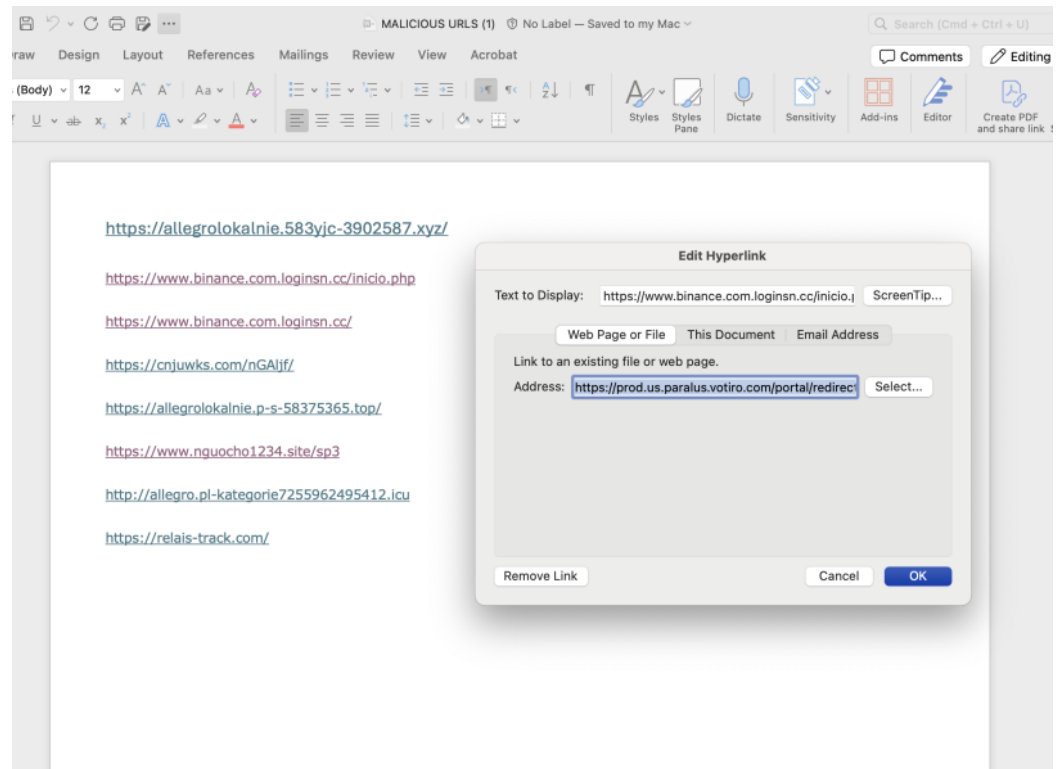 MALICIOUS URLS (1) No Label — Saved to my Mac
Search (Cmd + Ctrl + U)
raw Design Layout References Mailings Review View Acrobat
Comments Editing
(Body) 12 A^ Aˇ Aa A
U ab x₂ x² A A
Styles Styles Pane Dictate Sensitivity Add-ins Editor Create PDF and share link
https://allegrolokalnie.583yjc-3902587.xyz/
https://www.binance.com.loginsn.cc/inicio.php
https://www.binance.com.loginsn.cc/
https://cnjuwks.com/nGAljf/
https://allegrolokalnie.p-s-58375365.top/
https://www.nguocho1234.site/sp3
http://allegro.pl-kategorie7255962495412.icu
https://relais-track.com/
Edit Hyperlink
Text to Display: https://www.binance.com.loginsn.cc/inicio.p ScreenTip...
Web Page or File This Document Email Address
Link to an existing file or web page.
Address: https://prod.us.paralus.votiro.com/portal/redirect Select...
Remove Link Cancel OK